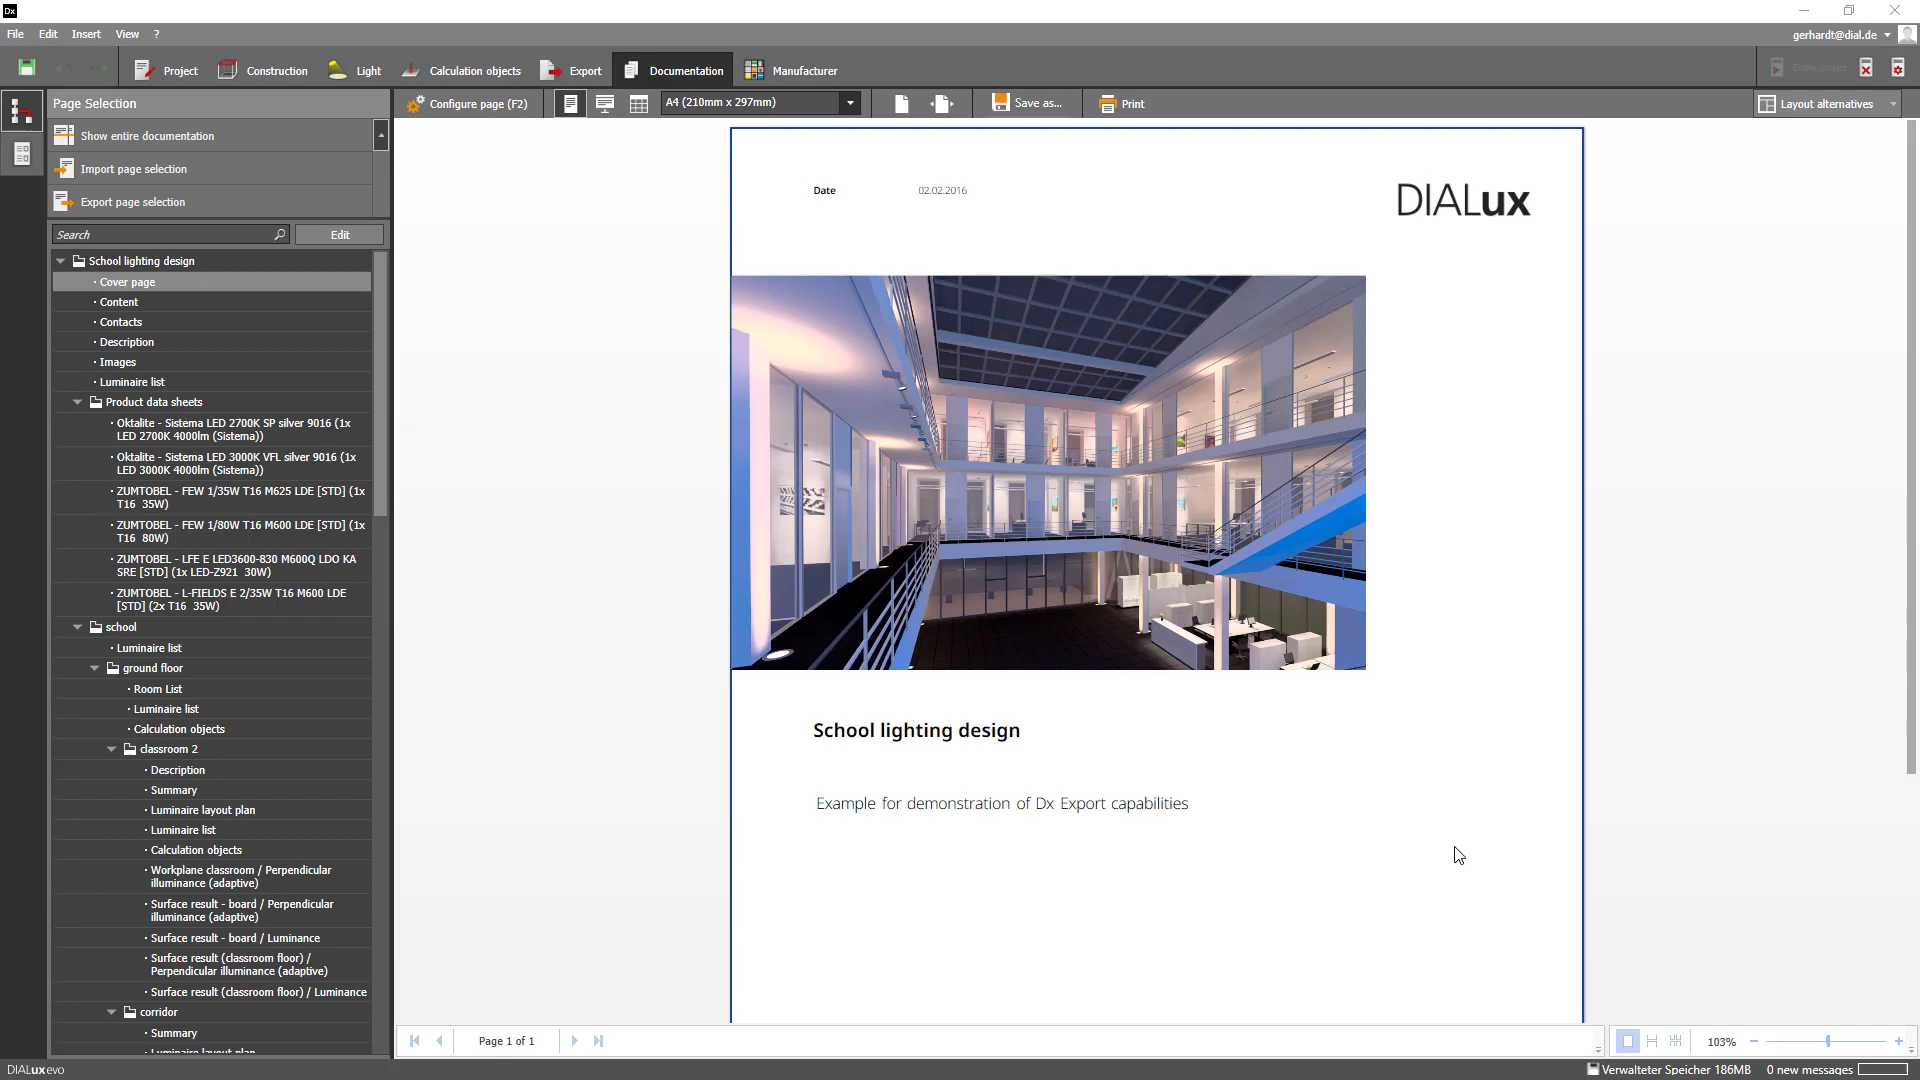 Dx
File Edit Insert View ?
gerhardt@dial.de
Project Construction Light Calculation objects Export Documentation Manufacturer
Entire project
Page Selection
Configure page (F2)
A4 (210mm x 297mm)
Save as...
Print
Layout alternatives
Show entire documentation
Import page selection
Export page selection
Search
Edit
School lighting design
Cover page
Content
Contacts
Description
Images
Luminaire list
Product data sheets
Oktalite - Sistema LED 2700K SP silver 9016 (1x
LED 2700K 4000lm (Sistema))
Oktalite - Sistema LED 3000K VFL silver 9016 (1x
LED 3000K 4000lm (Sistema))
ZUMTOBEL - FEW 1/35W T16 M625 LDE [STD] (1x
T16 35W)
ZUMTOBEL - FEW 1/80W T16 M600 LDE [STD] (1x
T16 80W)
ZUMTOBEL - LFE E LED3600-830 M600Q LDO KA
SRE [STD] (1x LED-Z921 30W)
ZUMTOBEL - L-FIELDS E 2/35W T16 M600 LDE
[STD] (2x T16 35W)
school
Luminaire list
ground floor
Room List
Luminaire list
Calculation objects
classroom 2
Description
Summary
Luminaire layout plan
Luminaire list
Calculation objects
Workplane classroom / Perpendicular
illuminance (adaptive)
Surface result - board / Perpendicular
illuminance (adaptive)
Surface result - board / Luminance
Surface result (classroom floor) /
Perpendicular illuminance (adaptive)
Surface result (classroom floor) / Luminance
corridor
Summary
Luminaire layout plan
Date 02.02.2016
DIALux
School lighting design
Example for demonstration of Dx Export capabilities
Page 1 of 1
103%
DIALux evo
Verwalteter Speicher 186MB 0 new messages